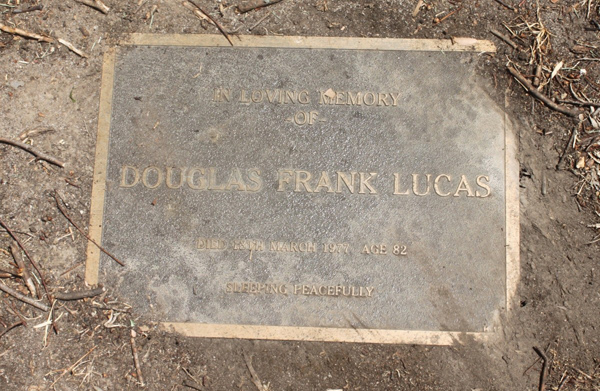 IN LOVING MEMORY
-OF-
DOUGLAS FRANK LUCAS
DIED MARCH 1977 AGE 82
SLEEPING PEACEFULLY